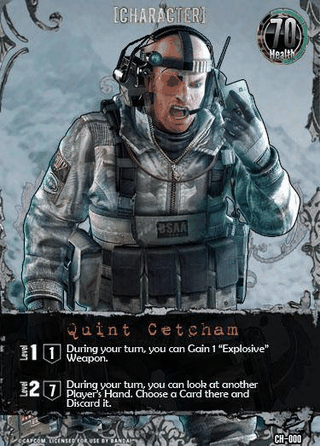 [CHARACTER]
70
Health
BSAA
Quint Cetcham
Level 1 1 During your turn, you can Gain 1 "Explosive"
Weapon.
Level 2 7 During your turn, you can look at another
Player's Hand. Choose a Card there and
Discard it.
©CAPCOM. LICENSED FOR USE BY BANDAI
CH-000